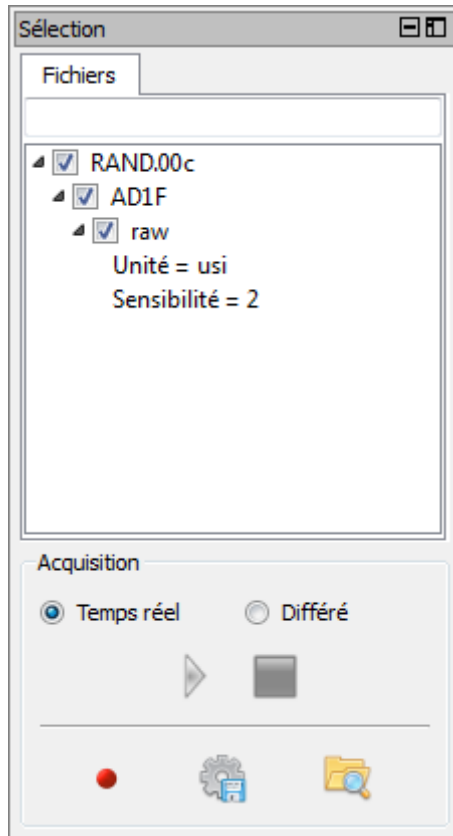 Sélection
Fichiers
RAND.00c
AD1F
raw
Unité = usi
Sensibilité = 2
Acquisition
Temps réel
Différé